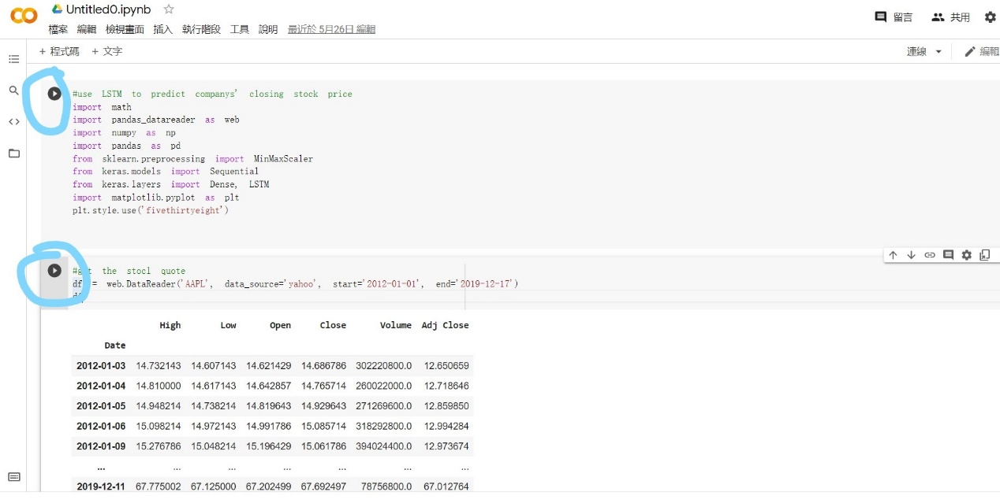 Untitled0.ipynb
留言 共用
檔案 編輯 檢視畫面 插入 執行階段 工具 說明 最近於 5月26日 編輯
+ 程式碼 + 文字
連線 編輯
#use LSTM to predict companys' closing stock price
import math
import pandas_datareader as web
import numpy as np
import pandas as pd
from sklearn.preprocessing import MinMaxScaler
from keras.models import Sequential
from keras.layers import Dense, LSTM
import matplotlib.pyplot as plt
plt.style.use('fivethirtyeight')
#get the stocl quote
df = web.DataReader('AAPL', data_source='yahoo', start='2012-01-01', end='2019-12-17')
df
High Low Open Close Volume Adj Close
Date
2012-01-03 14.732143 14.607143 14.621429 14.686786 302220800.0 12.650659
2012-01-04 14.810000 14.617143 14.642857 14.765714 260022000.0 12.718646
2012-01-05 14.948214 14.738214 14.819643 14.929643 271269600.0 12.859850
2012-01-06 15.098214 14.972143 14.991786 15.085714 318292800.0 12.994284
2012-01-09 15.276786 15.048214 15.196429 15.061786 394024400.0 12.973674
... ... ... ... ... ... ...
2019-12-11 67.775002 67.125000 67.202499 67.692497 78756800.0 67.012764